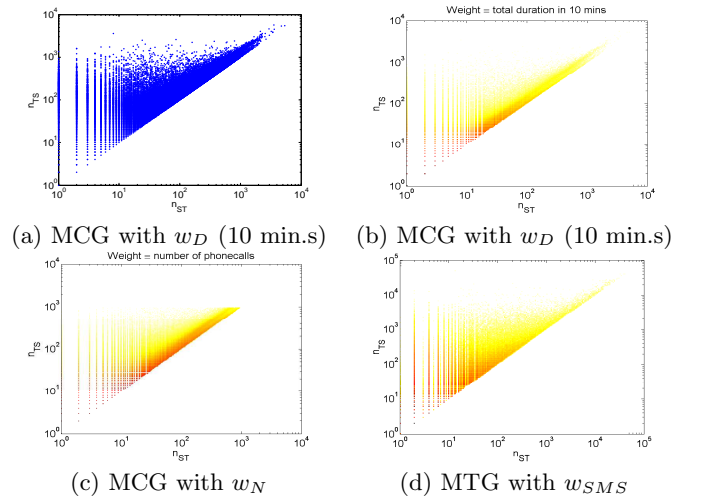 Weight = total duration in 10 mins
10^4
10^3
10^2
10^1
10^0
n_TS
10^0 10^1 10^2 10^3 10^4
n_ST
10^4
10^3
10^2
10^1
10^0
n_TS
10^0 10^1 10^2 10^3 10^4
n_ST
(a) MCG with w_D (10 min.s)
(b) MCG with w_D (10 min.s)
Weight = number of phonecalls
10^4
10^3
10^2
10^1
10^0
n_TS
10^0 10^1 10^2 10^3 10^4
n_ST
10^5
10^4
10^3
10^2
10^1
10^0
n_TS
10^0 10^1 10^2 10^3 10^4 10^5
n_ST
(c) MCG with w_N
(d) MTG with w_SMS